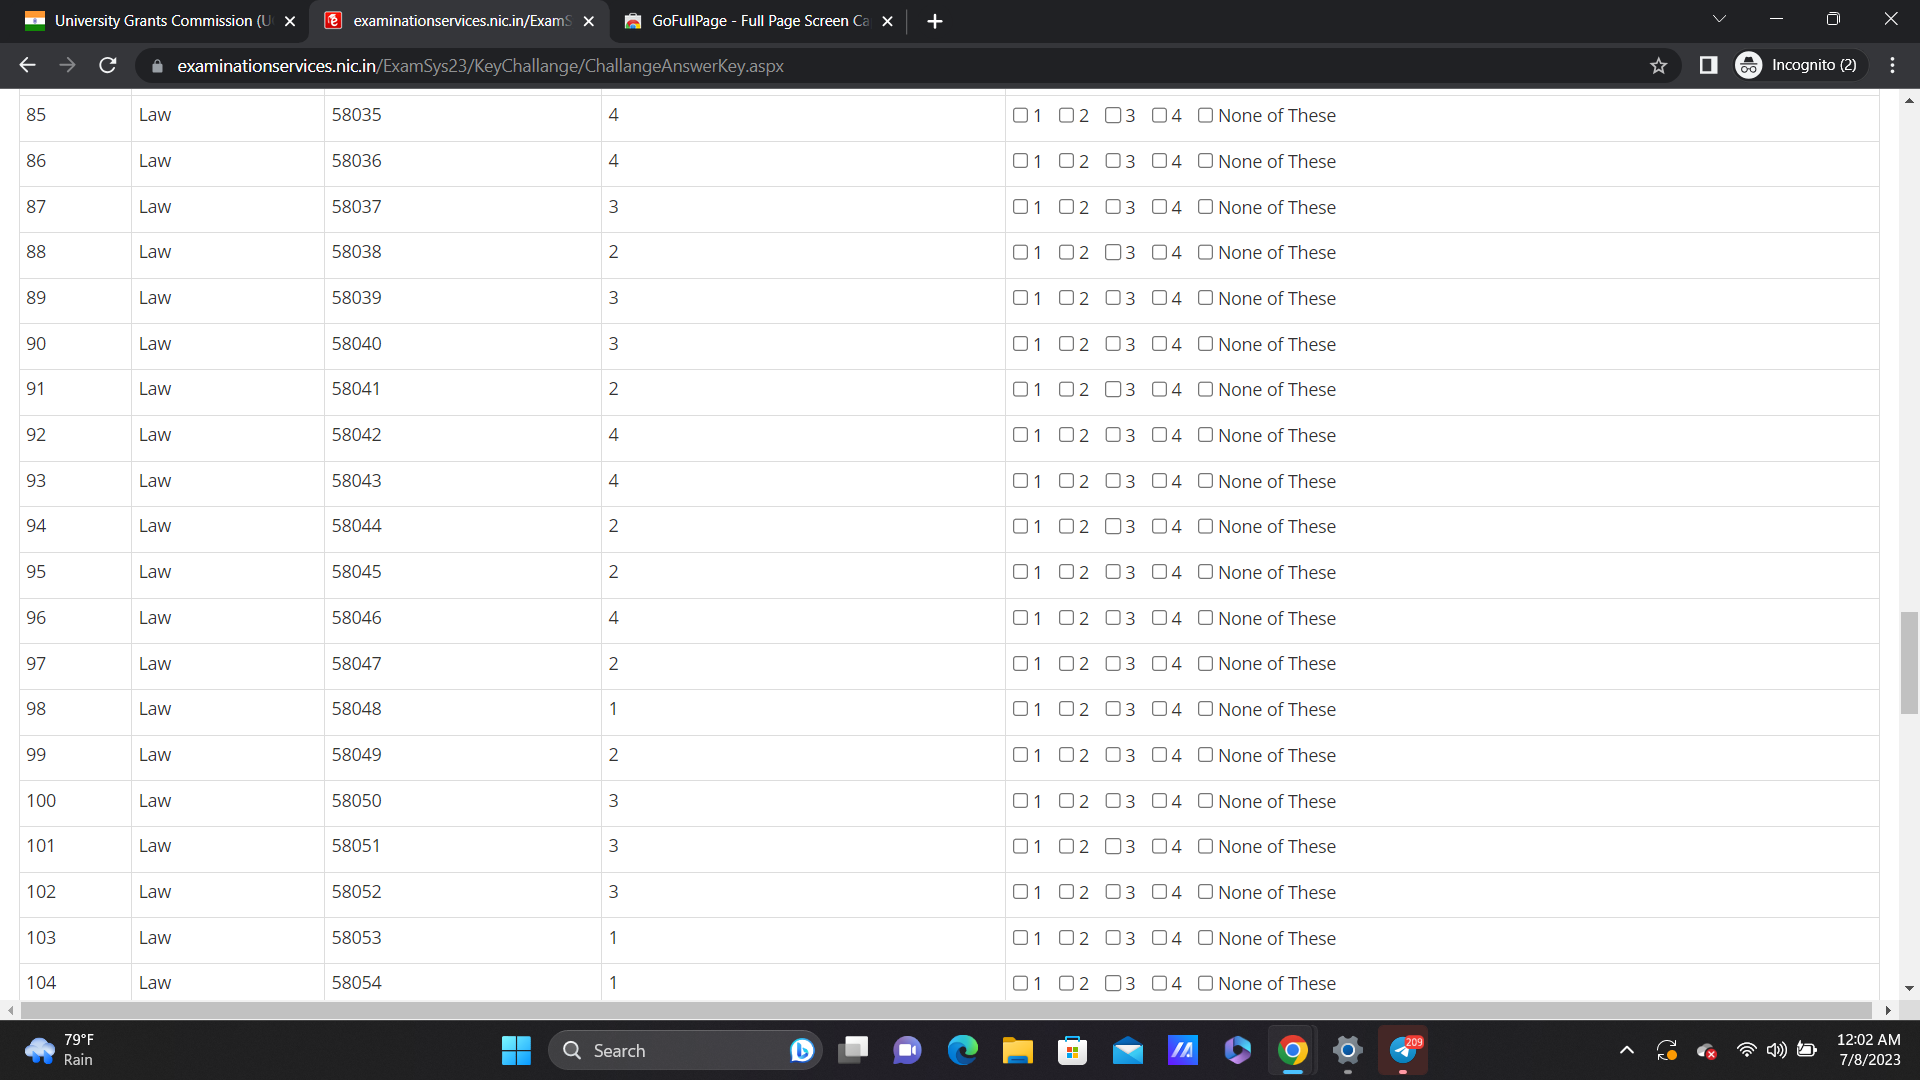 University Grants Commission (U
examinationservices.nic.in/ExamS
GoFullPage - Full Page Screen Ca
examinationservices.nic.in/ExamSys23/KeyChallange/ChallangeAnswerKey.aspx
Incognito (2)
85 Law 58035 4 1 2 3 4 None of These
86 Law 58036 4 1 2 3 4 None of These
87 Law 58037 3 1 2 3 4 None of These
88 Law 58038 2 1 2 3 4 None of These
89 Law 58039 3 1 2 3 4 None of These
90 Law 58040 3 1 2 3 4 None of These
91 Law 58041 2 1 2 3 4 None of These
92 Law 58042 4 1 2 3 4 None of These
93 Law 58043 4 1 2 3 4 None of These
94 Law 58044 2 1 2 3 4 None of These
95 Law 58045 2 1 2 3 4 None of These
96 Law 58046 4 1 2 3 4 None of These
97 Law 58047 2 1 2 3 4 None of These
98 Law 58048 1 1 2 3 4 None of These
99 Law 58049 2 1 2 3 4 None of These
100 Law 58050 3 1 2 3 4 None of These
101 Law 58051 3 1 2 3 4 None of These
102 Law 58052 3 1 2 3 4 None of These
103 Law 58053 1 1 2 3 4 None of These
104 Law 58054 1 1 2 3 4 None of These
79°F
Rain
Search
209
12:02 AM
7/8/2023